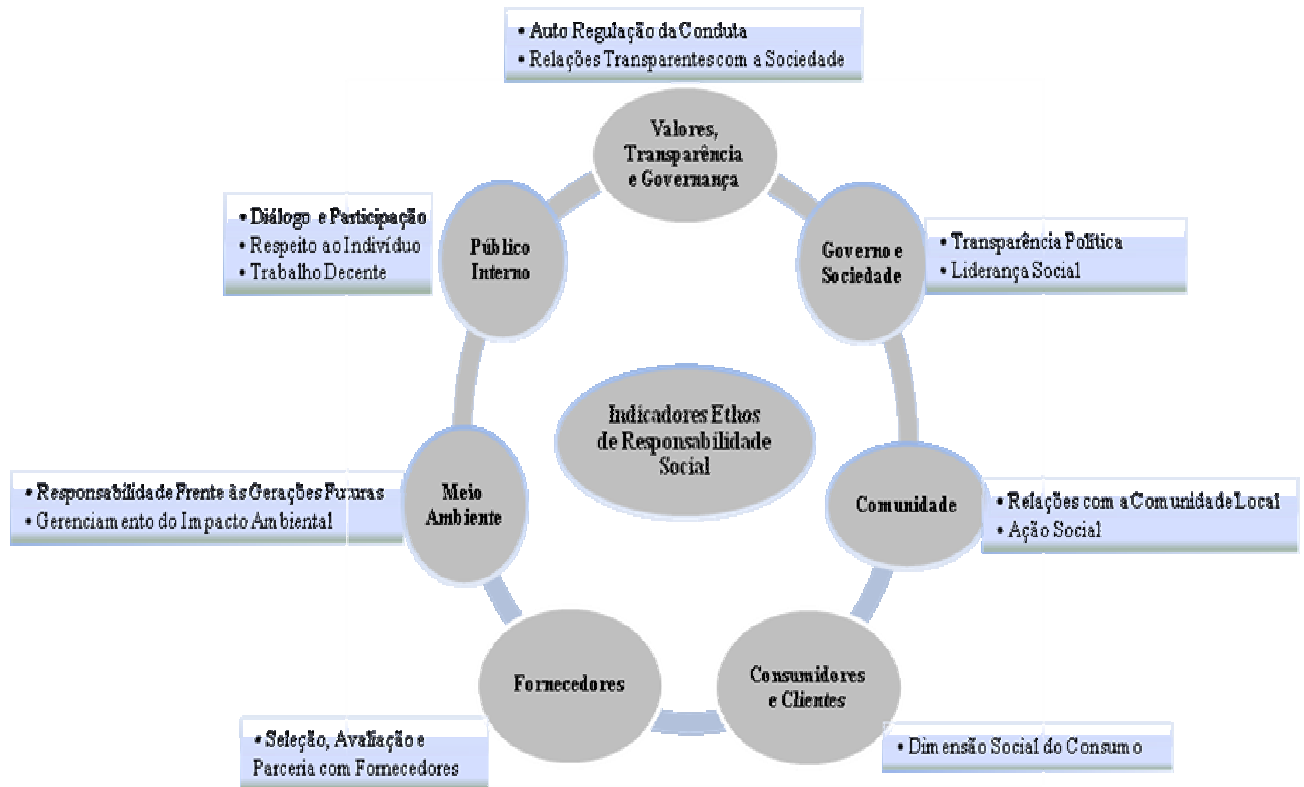 • Auto Regulação da Conduta
• Relações Transparentes com a Sociedade
Valores,
Transparência
e Governança
• Diálogo e Participação
• Respeito ao Indivíduo
• Trabalho Decente
Público
Interno
Governo e
Sociedade
• Transparência Política
• Liderança Social
Indicadores Ethos
de Responsabilidade
Social
• Responsabilidade Frente às Gerações Futuras
• Gerenciamento do Impacto Ambiental
Meio
Ambiente
Comunidade
• Relações com a Comunidade Local
• Ação Social
Fornecedores
Consumidores
e Clientes
• Seleção, Avaliação e
Parceria com Fornecedores
• Dimensão Social do Consumo